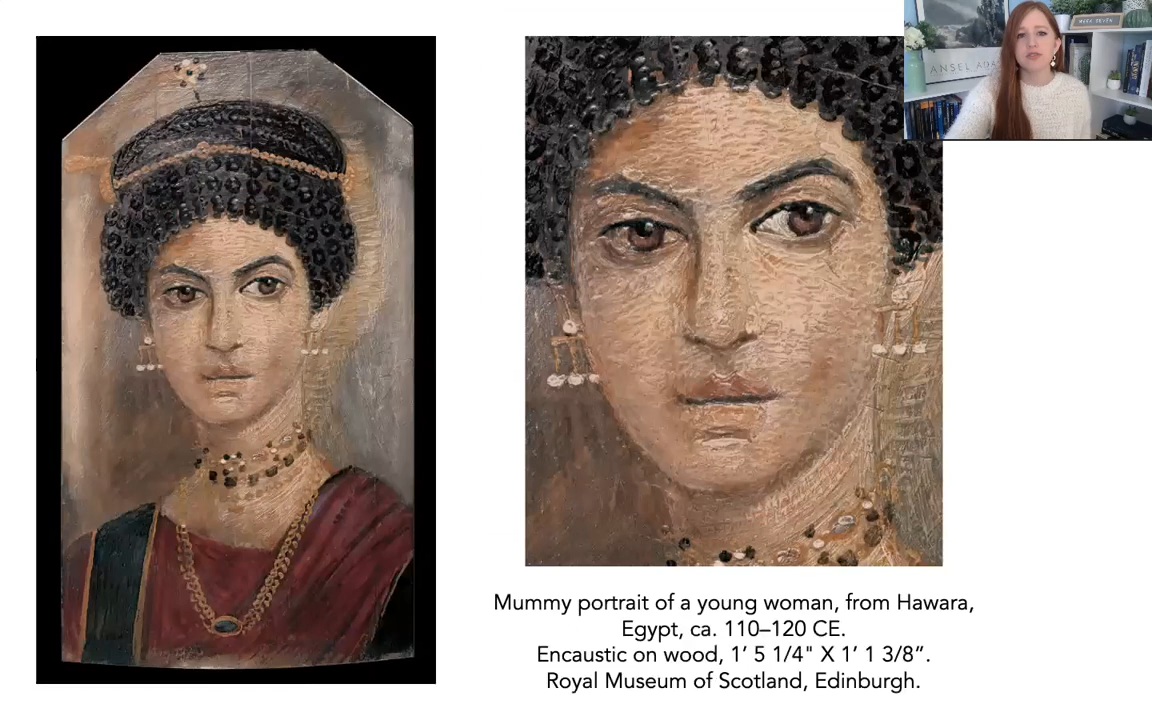 ANSEL ADA
Mummy portrait of a young woman, from Hawara,
Egypt, ca. 110–120 CE.
Encaustic on wood, 1’ 5 1/4" X 1’ 1 3/8”.
Royal Museum of Scotland, Edinburgh.